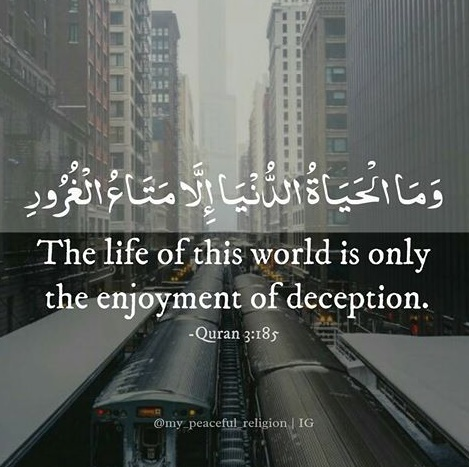 وَمَا الْحَيَاةُ الدُّنْيَا إِلَّا مَتَاعُ الْغُرُورِ
The life of this world is only
the enjoyment of deception.
-Quran 3:185
@my_peaceful_religion | IG